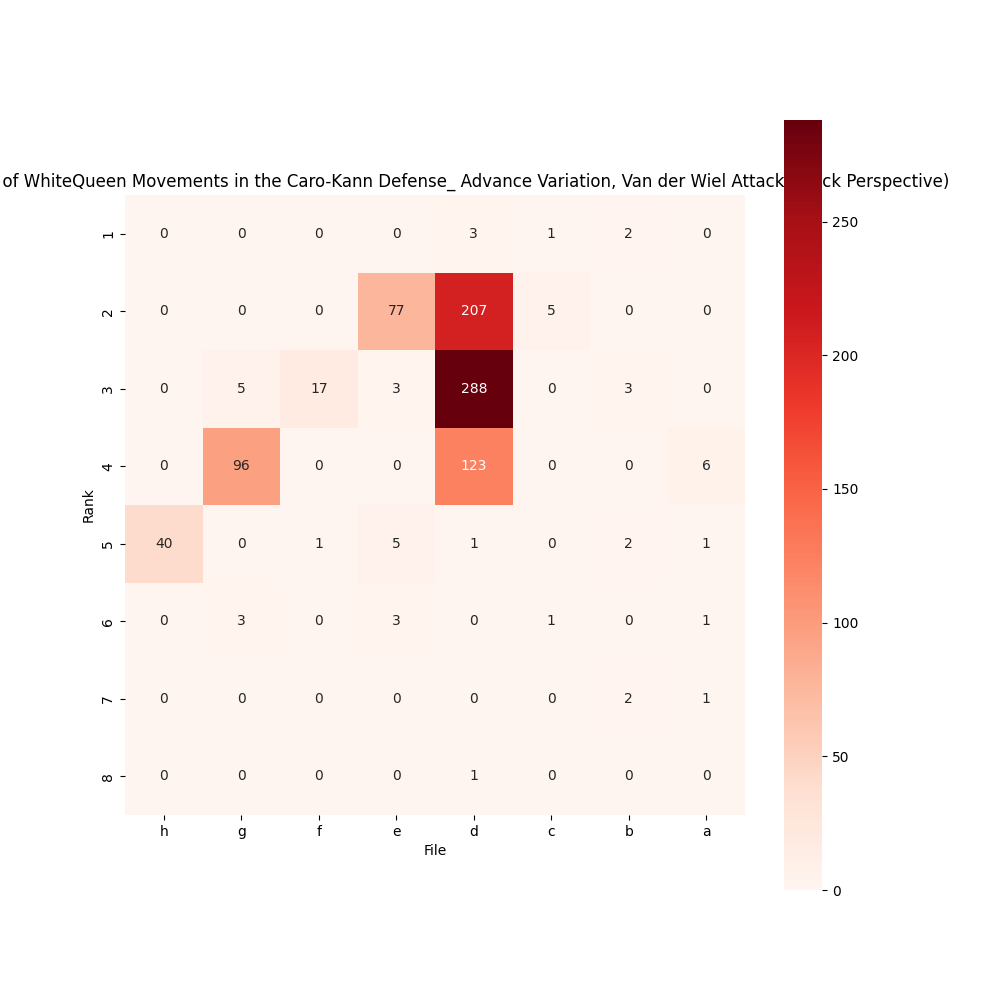 of WhiteQueen Movements in the Caro-Kann Defense_ Advance Variation, Van der Wiel Attack ck Perspective)
1 0 0 0 0 3 1 2 0
2 0 0 0 77 207 5 0 0
3 0 5 17 3 288 0 3 0
4 0 96 0 0 123 0 0 6
Rank
5 40 0 1 5 1 0 2 1
6 0 3 0 3 0 1 0 1
7 0 0 0 0 0 0 2 1
8 0 0 0 0 1 0 0 0
h g f e d c b a
File
250
200
150
100
50
0